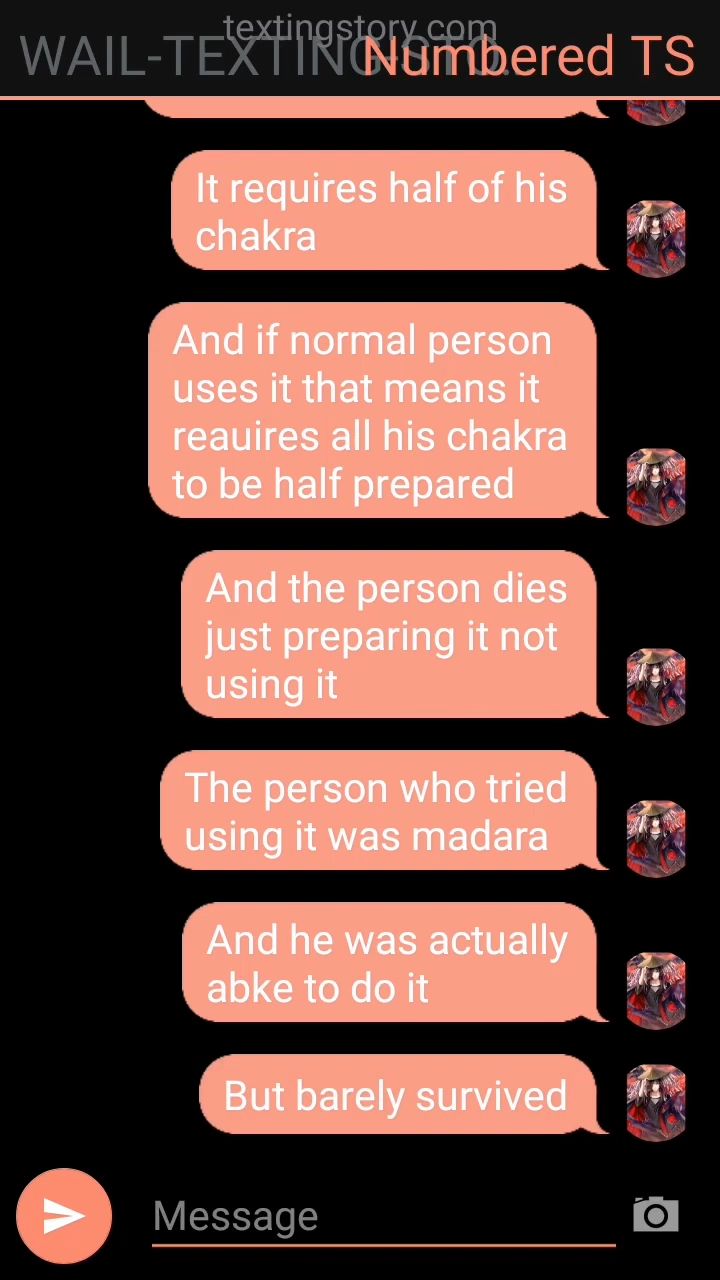 textingstory.com
WAIL-TEXTING-STO...
Numbered TS
It requires half of his
chakra
And if normal person
uses it that means it
reauires all his chakra
to be half prepared
And the person dies
just preparing it not
using it
The person who tried
using it was madara
And he was actually
abke to do it
But barely survived
Message